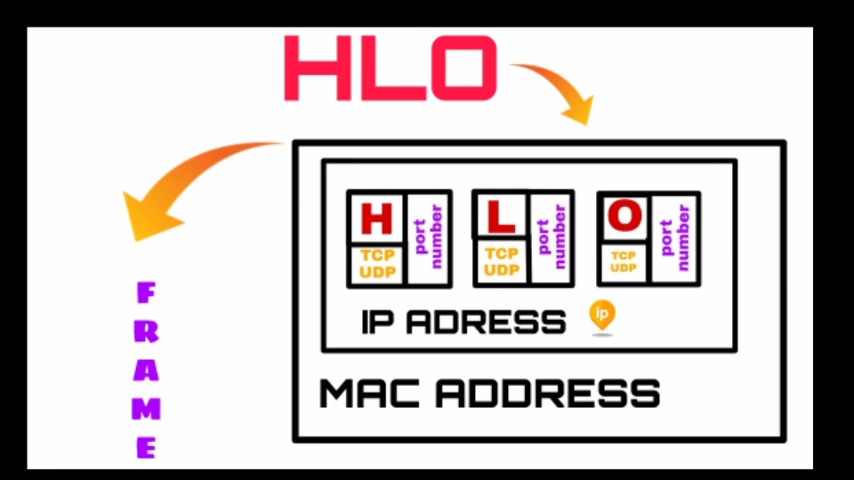 HLO
H
TCP
UDP
port
number
L
TCP
UDP
port
number
O
TCP
UDP
port
number
IP ADRESS
ip
MAC ADDRESS
F
R
A
M
E